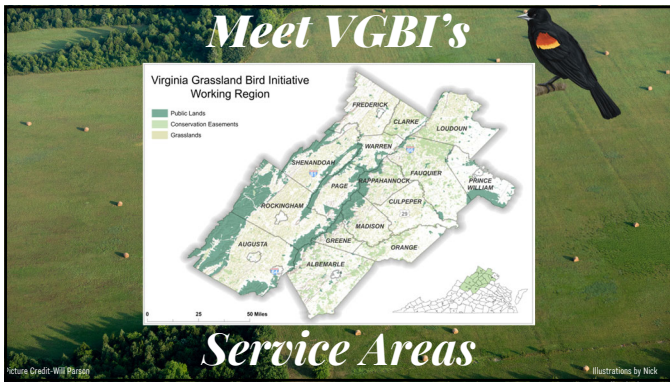 Meet VGBI's
Virginia Grassland Bird Initiative
Working Region
Public Lands
Conservation Easements
Grasslands
FREDERICK
CLARKE
LOUDOUN
WARREN
SHENANDOAH
FAUQUIER
PAGE
RAPPAHANNOCK
PRINCE
WILLIAM
ROCKINGHAM
CULPEPER
29
MADISON
AUGUSTA
GREENE
ORANGE
ALBEMARLE
0 25 50 Miles
Service Areas
Picture Credit-Will Parson
Illustrations by Nick